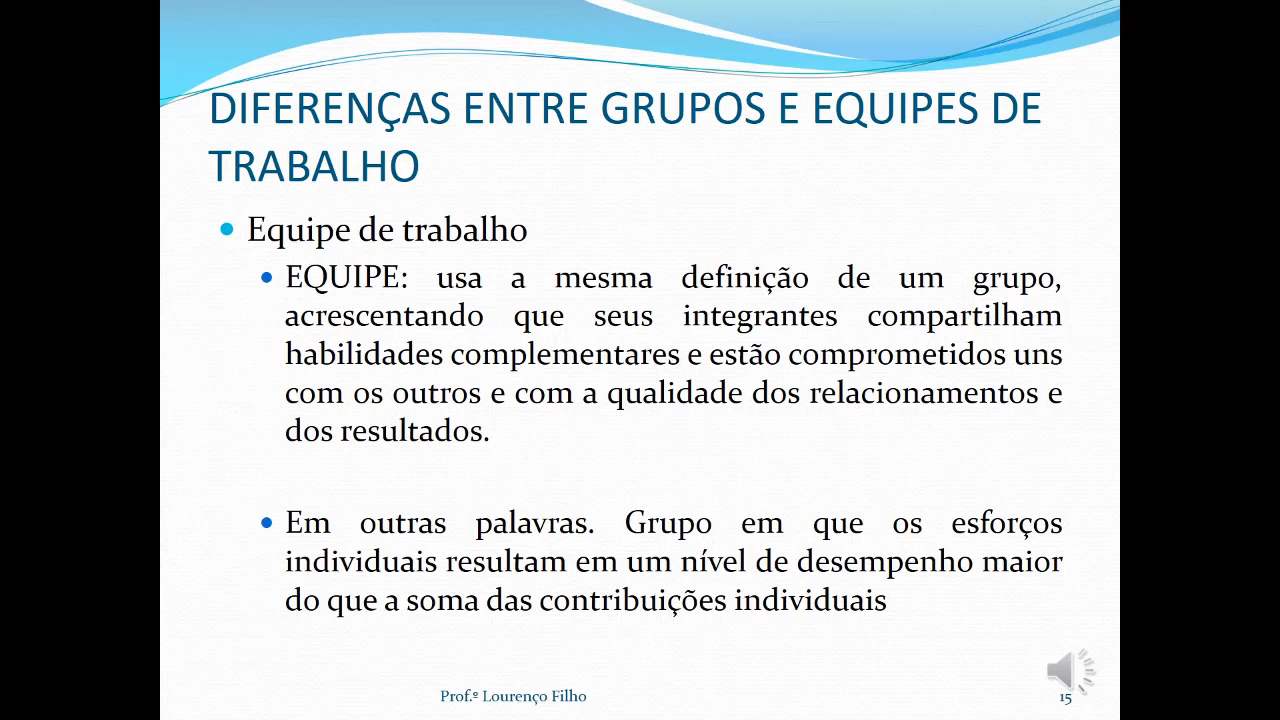 DIFERENÇAS ENTRE GRUPOS E EQUIPES DE
TRABALHO
Equipe de trabalho
EQUIPE: usa a mesma definição de um grupo,
acrescentando que seus integrantes compartilham
habilidades complementares e estão comprometidos uns
com os outros e com a qualidade dos relacionamentos e
dos resultados.
Em outras palavras. Grupo em que os esforços
individuais resultam em um nível de desempenho maior
do que a soma das contribuições individuais
Prof.º Lourenço Filho
15